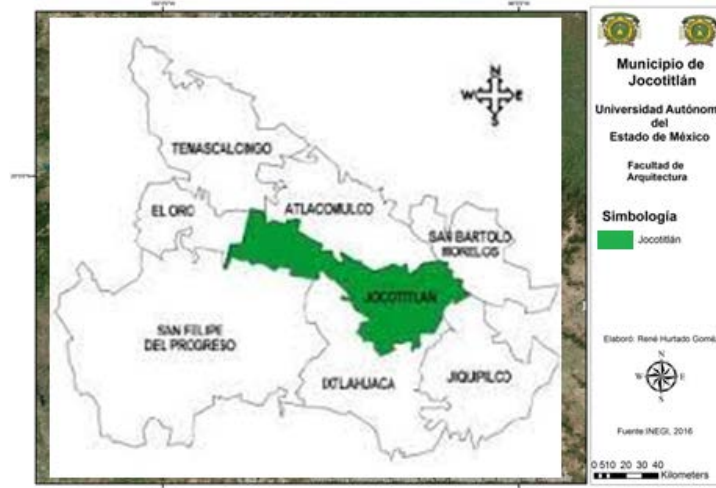 N
W E
S
TEMASCALCINGO
EL ORO
ATLACOMULCO
SAN BARTOLO
MORELOS
JOCOTITLÁN
SAN FELIPE
DEL PROGRESO
IXTLAHUACA
JIQUIPILCO
Municipio de
Jocotitlán
Universidad Autónom
del
Estado de México
Facultad de
Arquitectura
Simbología
Jocotitlán
Elaboró: René Hurtado Goméz
N
W E
S
Fuente:INEGI, 2016
0 5 10 20 30 40
Kilometers